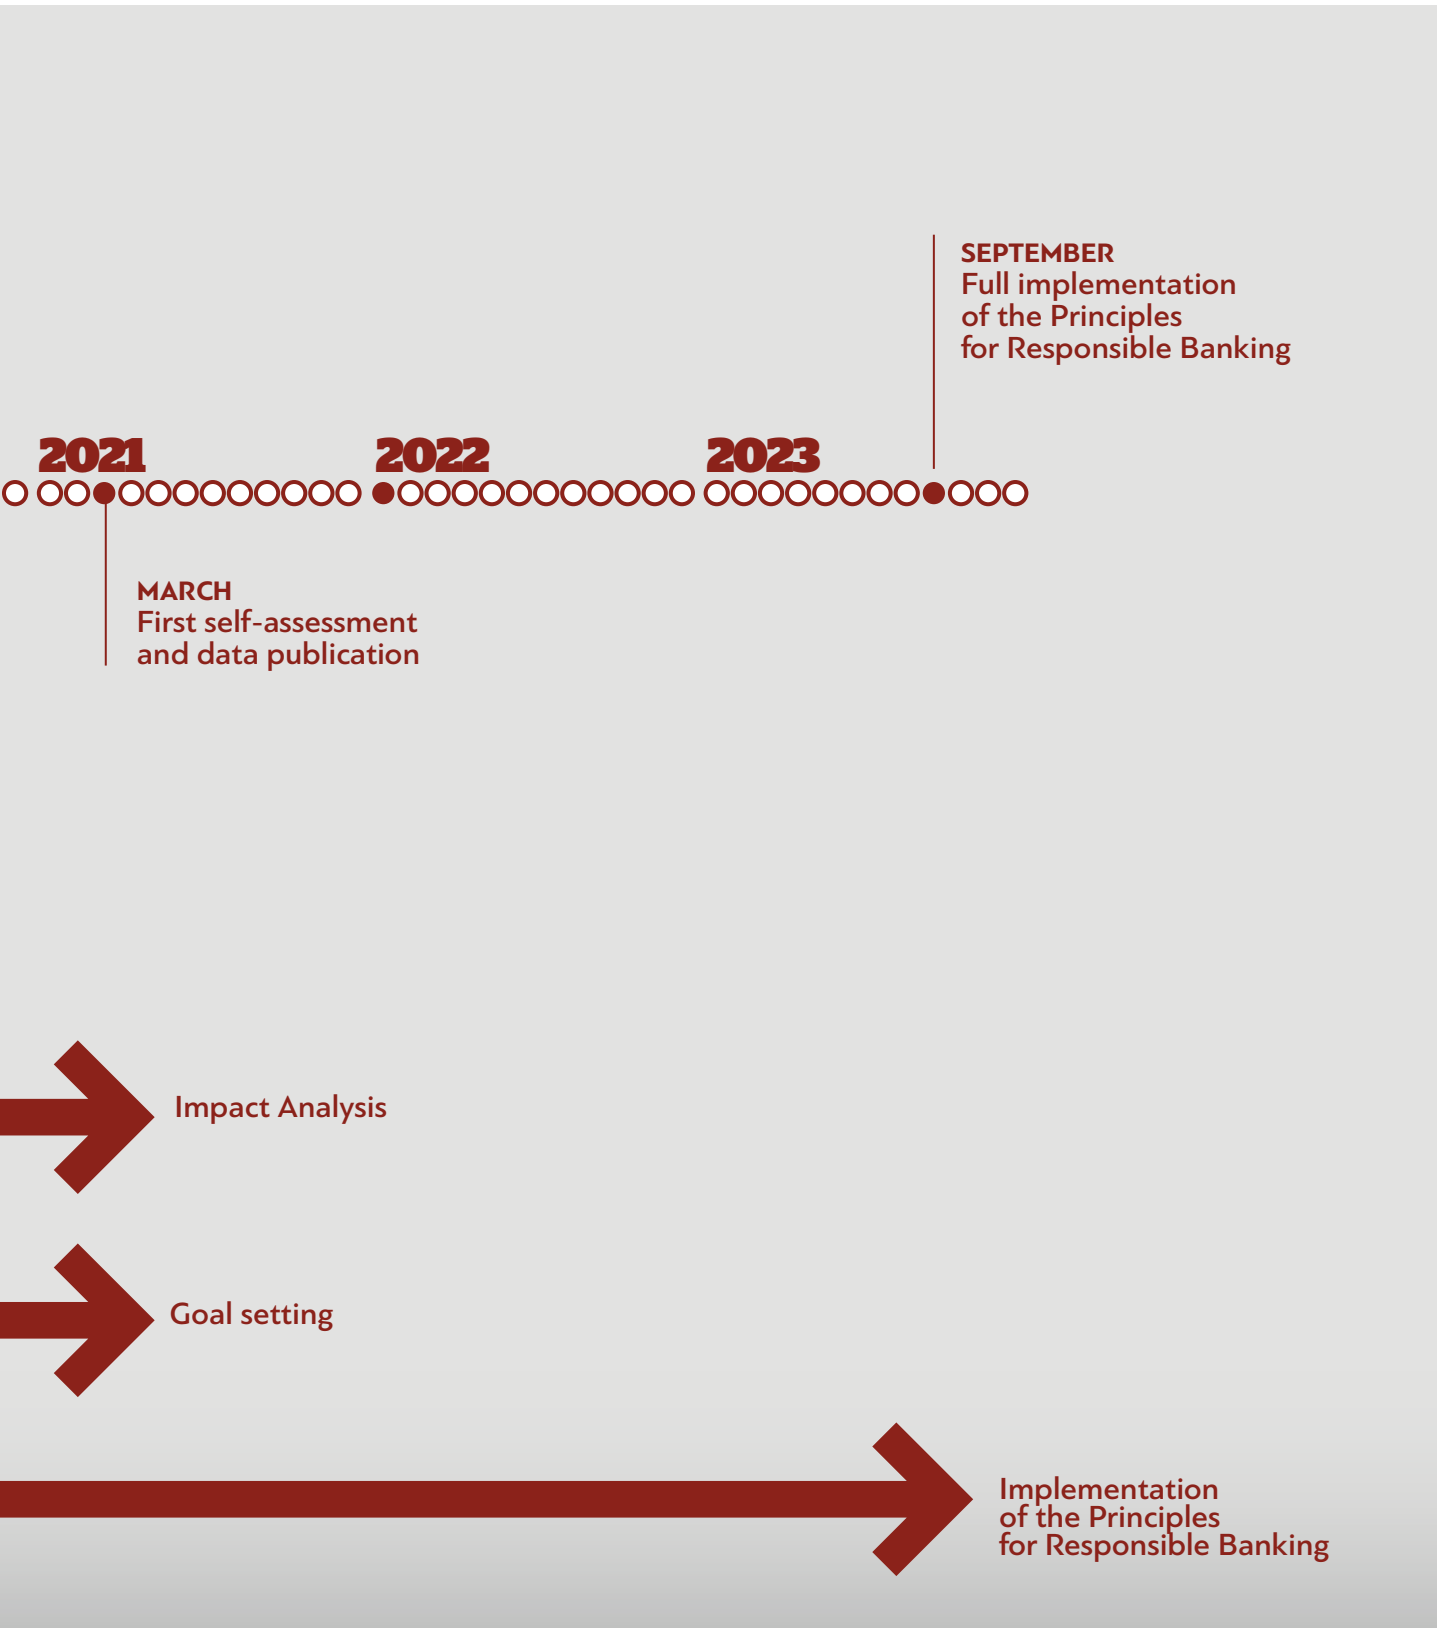 SEPTEMBER
Full implementation
of the Principles
for Responsible Banking
2021
2022
2023
MARCH
First self-assessment
and data publication
Impact Analysis
Goal setting
Implementation
of the Principles
for Responsible Banking